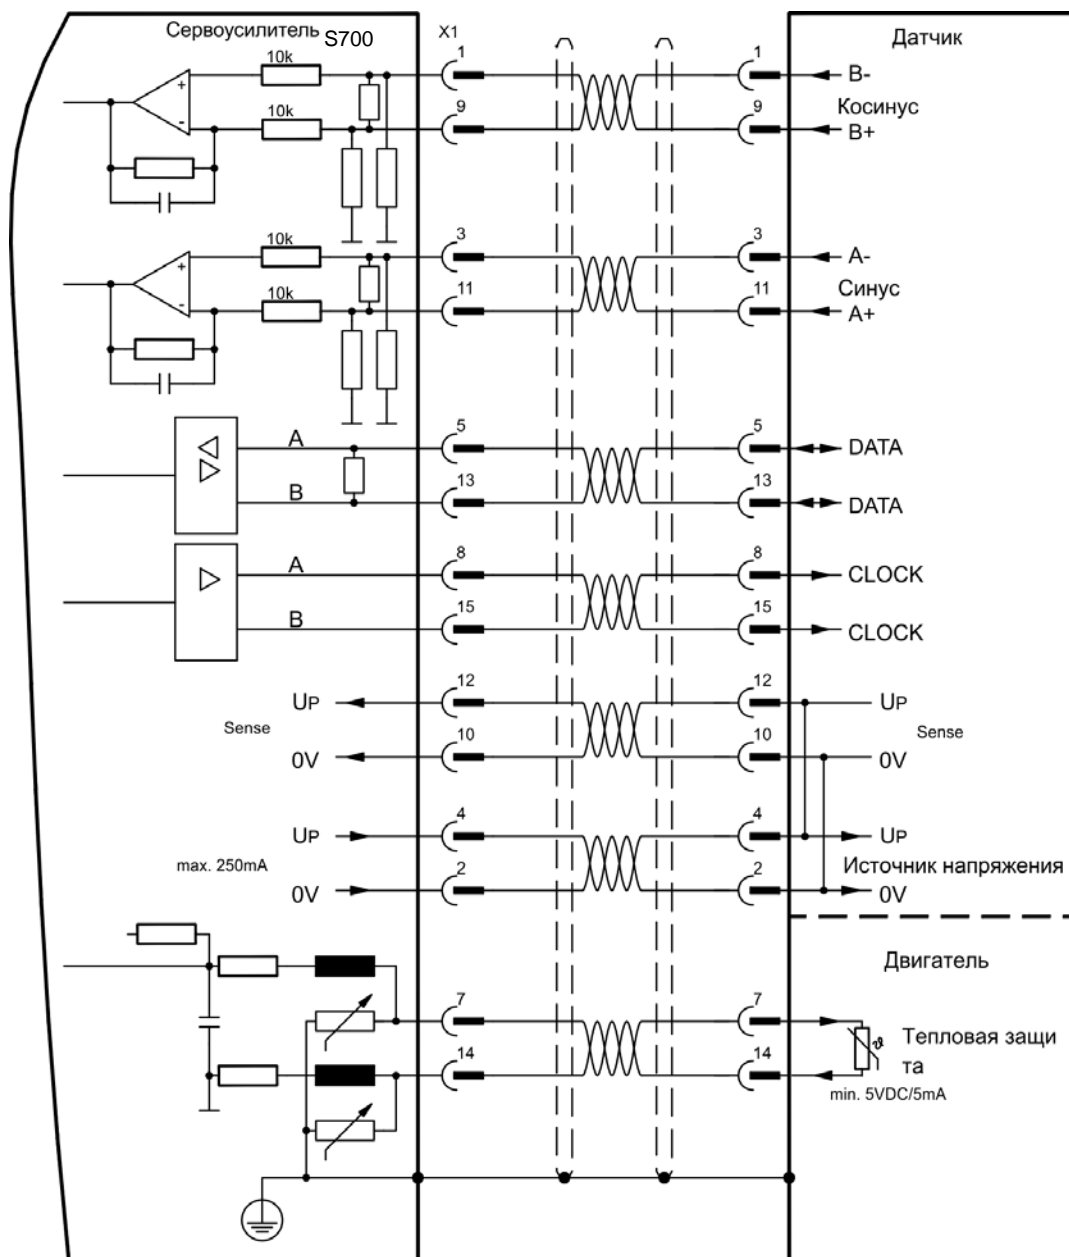 Сервоусилитель S700
X1
Датчик
10k
1
1
B-
10k
9
9
Косинус
B+
+
-
10k
3
3
A-
10k
11
11
Синус
A+
+
-
A
5
5
DATA
B
13
13
DATA
A
8
8
CLOCK
B
15
15
CLOCK
UP
12
12
UP
Sense
Sense
0V
10
10
0V
UP
4
4
UP
max. 250mA
Источник напряжения
0V
2
2
0V
Двигатель
7
7
ϑ
Тепловая защи
та
14
14
min. 5VDC/5mA